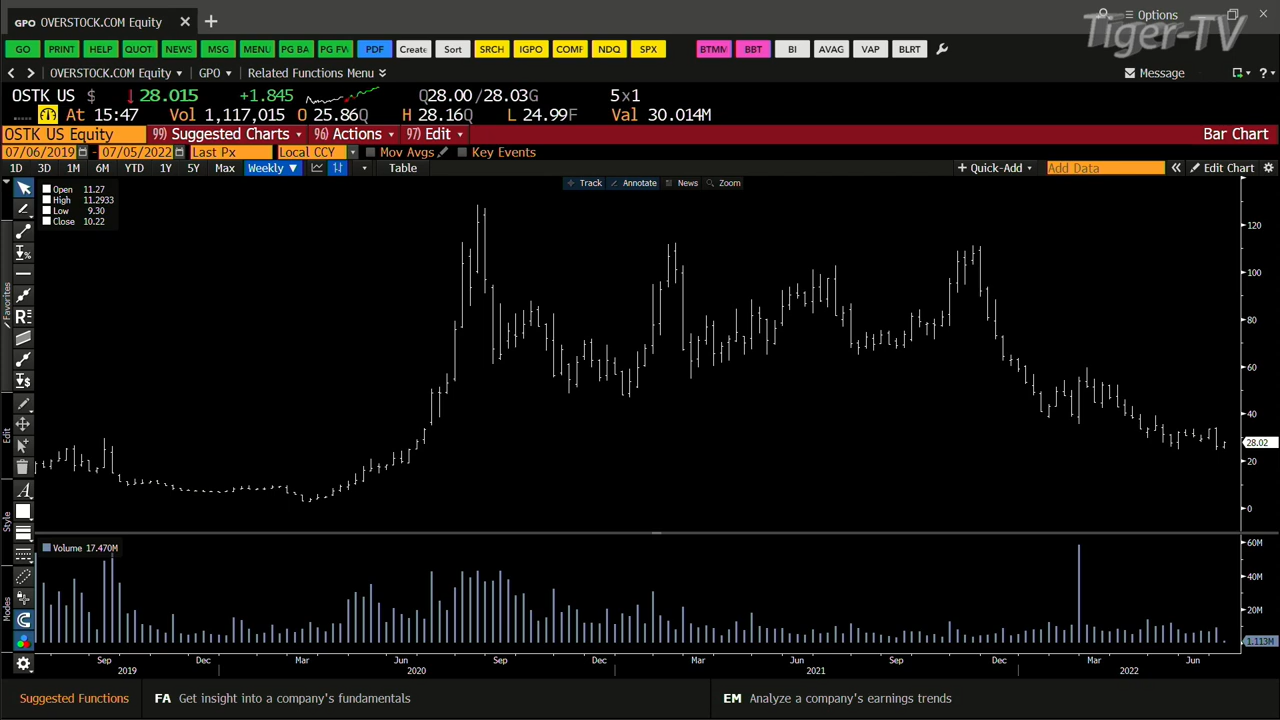 GPO OVERSTOCK.COM Equity
Options
Tiger-TV
GO PRINT HELP QUOT NEWS MSG MENU PG BA PG FV PDF Create Sort SRCH IGPO COMF NDQ SPX BTMM BBT BI AVAG VAP BLRT
OVERSTOCK.COM Equity GPO Related Functions Menu Message
OSTK US $ 28.015 +1.845 Q28.00/28.03G 5x1
At 15:47 Vol 1,117,015 O 25.86Q H 28.16Q L 24.99F Val 30.014M
OSTK US Equity 99) Suggested Charts 96) Actions 97) Edit Bar Chart
07/06/2019 - 07/05/2022 Last Px Local CCY Mov Avgs Key Events
1D 3D 1M 6M YTD 1Y 5Y Max Weekly ▼ Table + Quick-Add Add Data « Edit Chart
Track Annotate News Zoom
Open 11.27
High 11.2933
Low 9.30
Close 10.22
120
100
80
60
40
28.02
20
0
Favorites
Edit
Style
Modes
Volume 17.470M
60M
40M
20M
1.113M
Sep Dec Mar Jun Sep Dec Mar Jun Sep Dec Mar Jun
2019 2020 2021 2022
Suggested Functions FA Get insight into a company's fundamentals EM Analyze a company's earnings trends